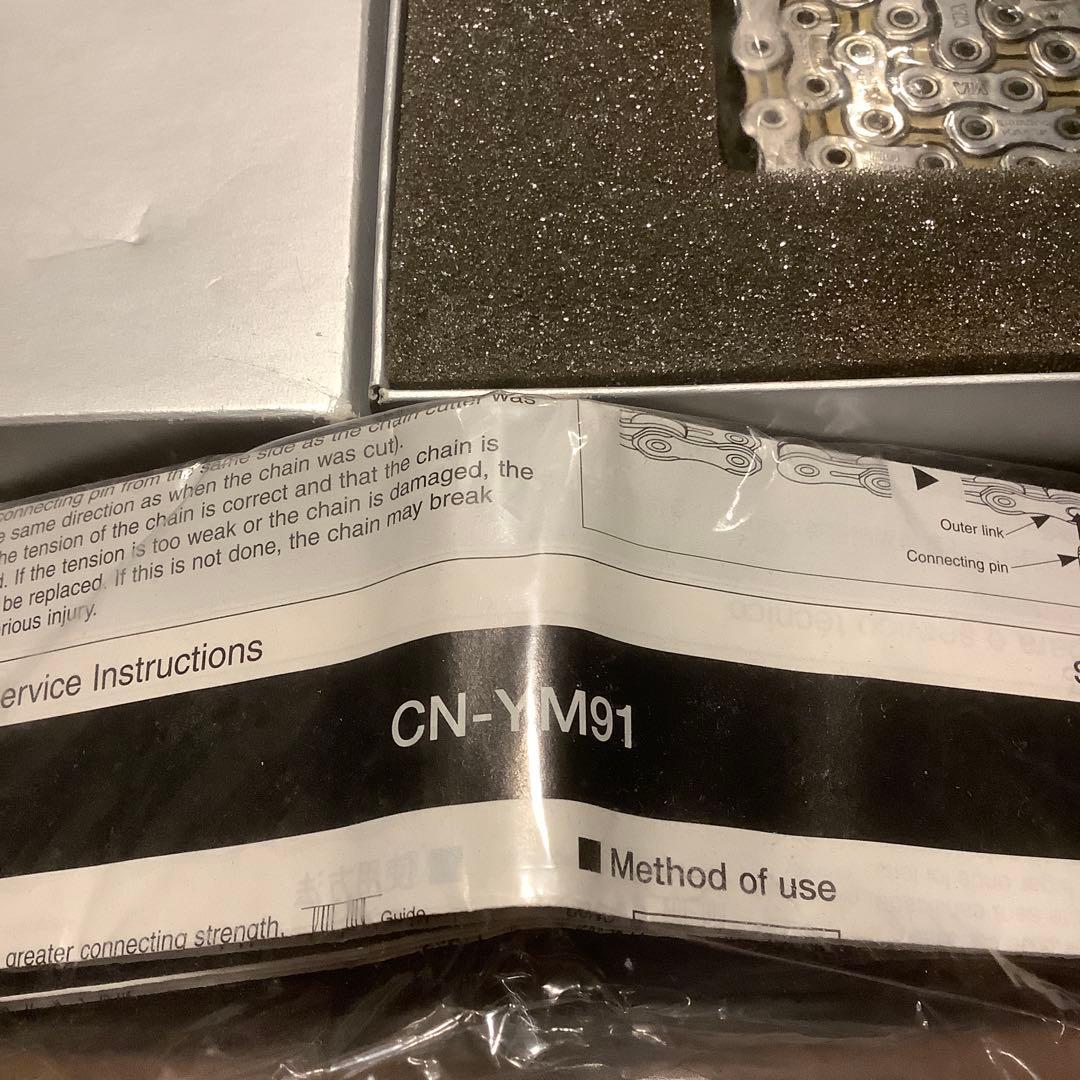 connecting pin from the same side as the chain cutter was
same direction as when the chain was cut).
he tension of the chain is correct and that the chain is
. If the tension is too weak or the chain is damaged, the
be replaced. If this is not done, the chain may break
rious injury.
Outer link
Connecting pin
ervice Instructions
S
CN-YM91
■ Method of use
greater connecting strength,
Guide